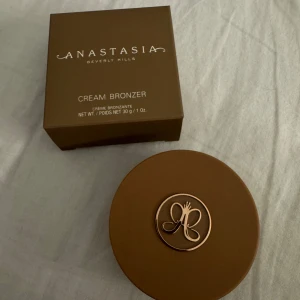 ANASTASIA
BEVERLY HILLS
CREAM BRONZER
CRÈME BRONZANTE
NET WT. / POIDS NET 30 g / 1 Oz.